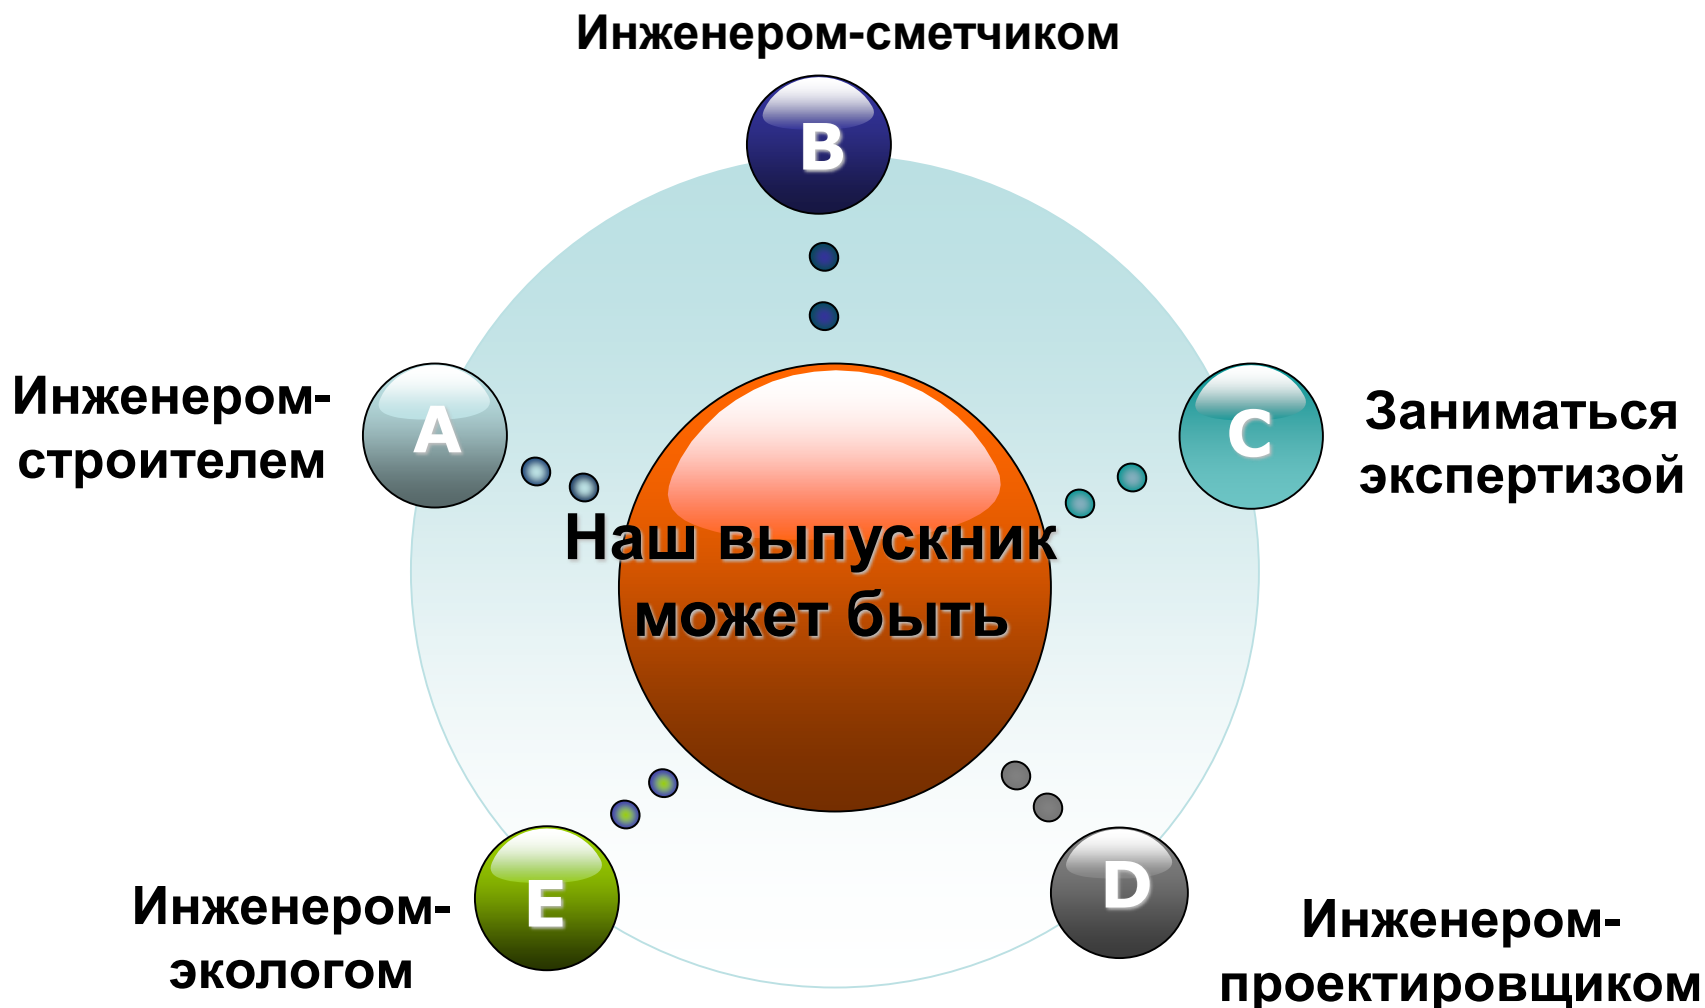 Инженером-сметчиком
B
Инженером-
строителем
A
C
Заниматься
экспертизой
Наш выпускник
может быть
E
Инженером-
экологом
D
Инженером-
проектировщиком